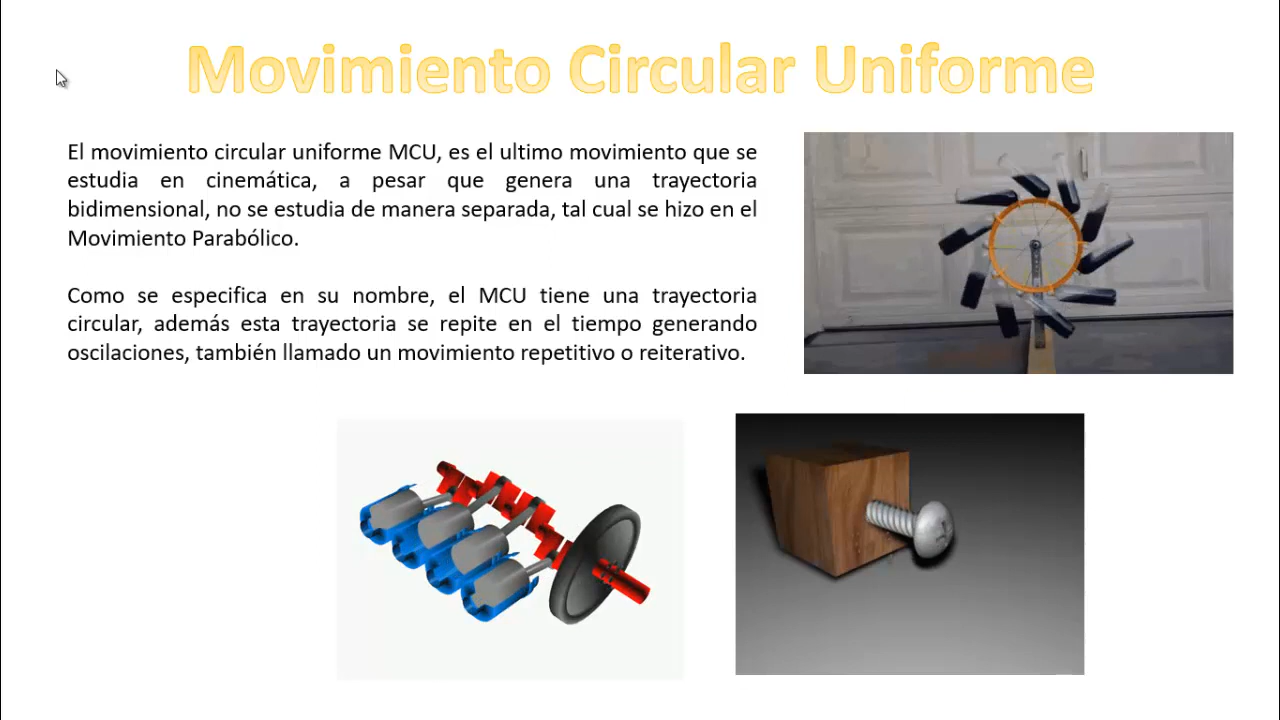 Movimiento Circular Uniforme
El movimiento circular uniforme MCU, es el ultimo movimiento que se
estudia en cinemática, a pesar que genera una trayectoria
bidimensional, no se estudia de manera separada, tal cual se hizo en el
Movimiento Parabólico.
Como se especifica en su nombre, el MCU tiene una trayectoria
circular, además esta trayectoria se repite en el tiempo generando
oscilaciones, también llamado un movimiento repetitivo o reiterativo.